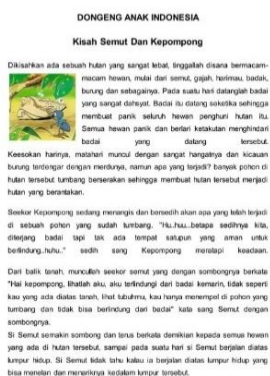 DONGENG ANAK INDONESIA
Kisah Semut Dan Kepompong
Dikisahkan ada sebuah hutan yang sangat lebat, tinggallah disana bermacam-
macam hewan, mulai dari semut, gajah, harimau, badak,
burung dan sebagainya. Pada suatu hari datanglah badai
yang sangat dahsyat. Badai itu datang seketika sehingga
membuat panik seluruh hewan penghuni hutan itu.
Semua hewan panik dan berlari ketakutan menghindari
badai yang datang tersebut.
Keesokan harinya, matahari muncul dengan sangat hangatnya dan kicauan
burung terdengar dengan merdunya, namun apa yang terjadi? banyak pohon di
hutan tersebut tumbang berserakan sehingga membuat hutan tersebut menjadi
hutan yang berantakan.
Seekor Kepompong sedang menangis dan bersedih akan apa yang telah terjadi
di sebuah pohon yang sudah tumbang. "Hu..huu...betapa sedihnya kita,
diterjang badai tapi tak ada tempat satupun yang aman untuk
berlindung..huhu.." sedih sang Kepompong meratapi keadaan.
Dari balik tanah, muncullah seekor semut yang dengan sombongnya berkata
"Hai kepompong, lihatlah aku, aku terlindungi dari badai kemarin, tidak seperti
kau yang ada diatas tanah, lihat tubuhmu, kau hanya menempel di pohon yang
tumbang dan tidak bisa berlindung dari badai" kata sang Semut dengan
sombongnya.
Si Semut semakin sombong dan terus berkata demikian kepada semua hewan
yang ada di hutan tersebut, sampai pada suatu hari si Semut berjalan diatas
lumpur hidup. Si Semut tidak tahu kalau ia berjalan diatas lumpur hidup yang
bisa menelan dan menariknya kedalam lumpur tersebut.